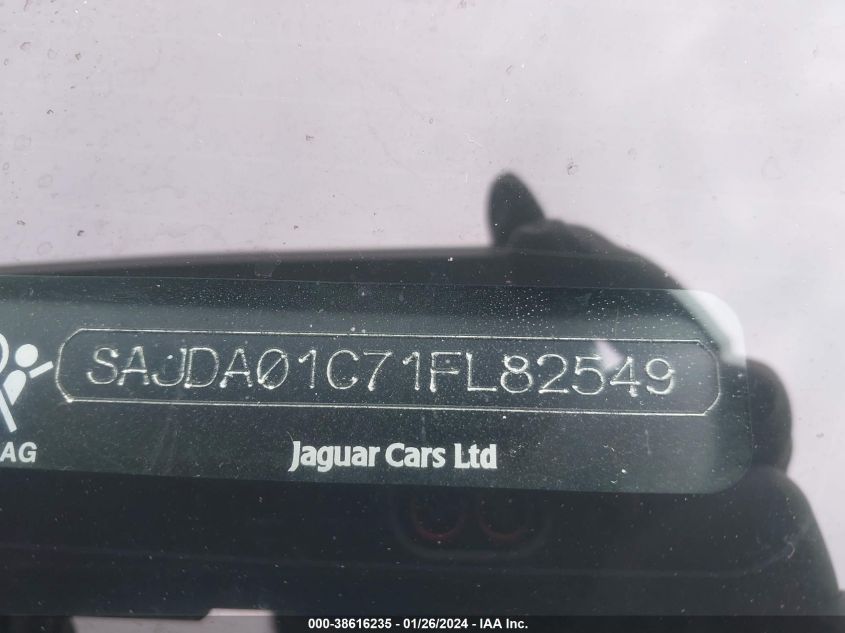 SAJDA01C71FL82549
AG
Jaguar Cars Ltd
000-38616235 - 01/26/2024 - IAA Inc.